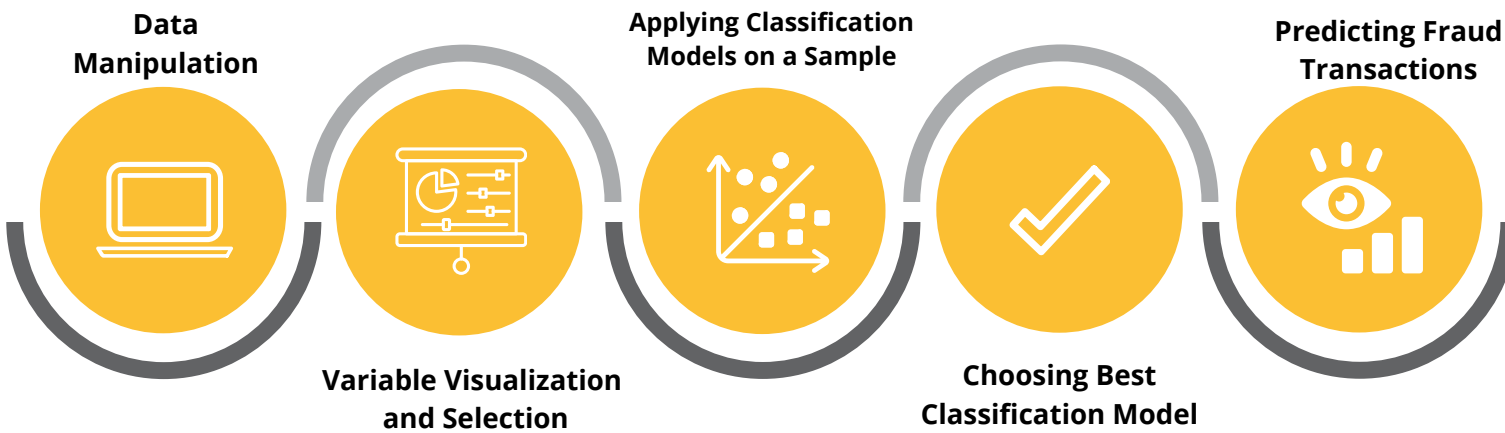 Data
Manipulation
Variable Visualization
and Selection
Applying Classification
Models on a Sample
Choosing Best
Classification Model
Predicting Fraud
Transactions